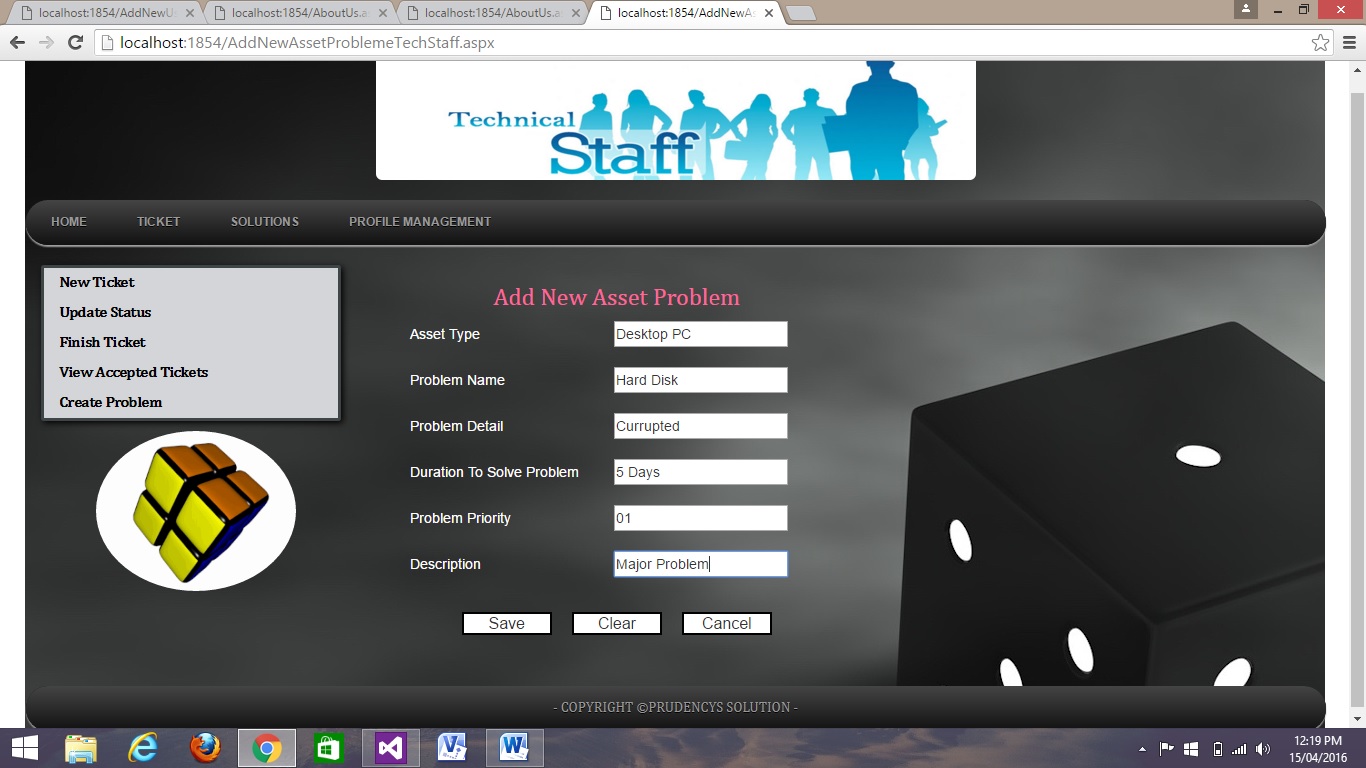 localhost:1854/AddNewU
localhost:1854/AboutUs.a
localhost:1854/AboutUs.a
localhost:1854/AddNewAs
localhost:1854/AddNewAssetProblemeTechStaff.aspx
Technical
Staff
HOME TICKET SOLUTIONS PROFILE MANAGEMENT
New Ticket
Update Status
Finish Ticket
View Accepted Tickets
Create Problem
Add New Asset Problem
Asset Type Desktop PC
Problem Name Hard Disk
Problem Detail Currupted
Duration To Solve Problem 5 Days
Problem Priority 01
Description Major Problem
Save Clear Cancel
- COPYRIGHT ©PRUDENCYS SOLUTION -
12:19 PM
15/04/2016